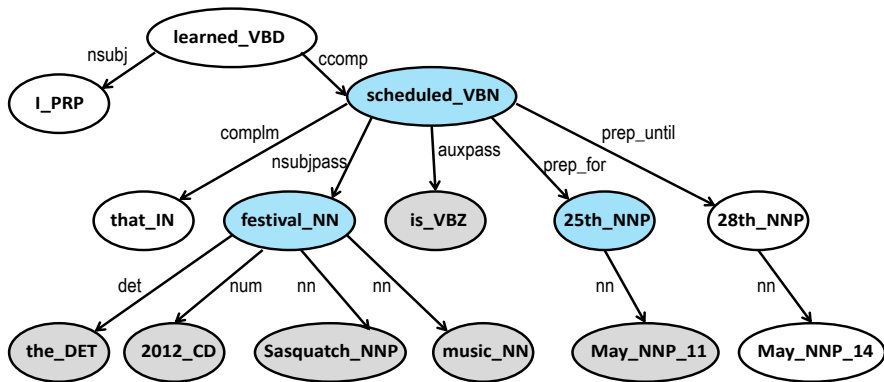 learned_VBD
nsubj
ccomp
I_PRP
scheduled_VBN
complm
nsubjpass
auxpass
prep_for
prep_until
that_IN
festival_NN
is_VBZ
25th_NNP
28th_NNP
det
num
nn
nn
nn
nn
the_DET
2012_CD
Sasquatch_NNP
music_NN
May_NNP_11
May_NNP_14